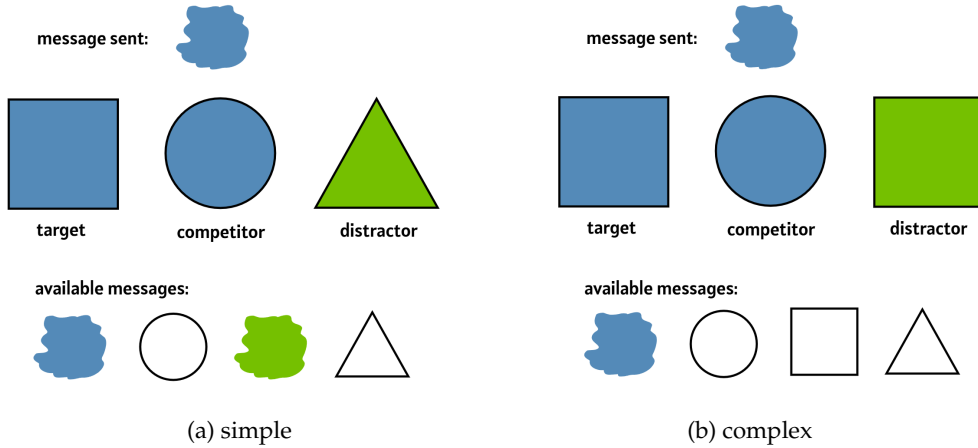 message sent:
target competitor distractor
available messages:
(a) simple
message sent:
target competitor distractor
available messages:
(b) complex